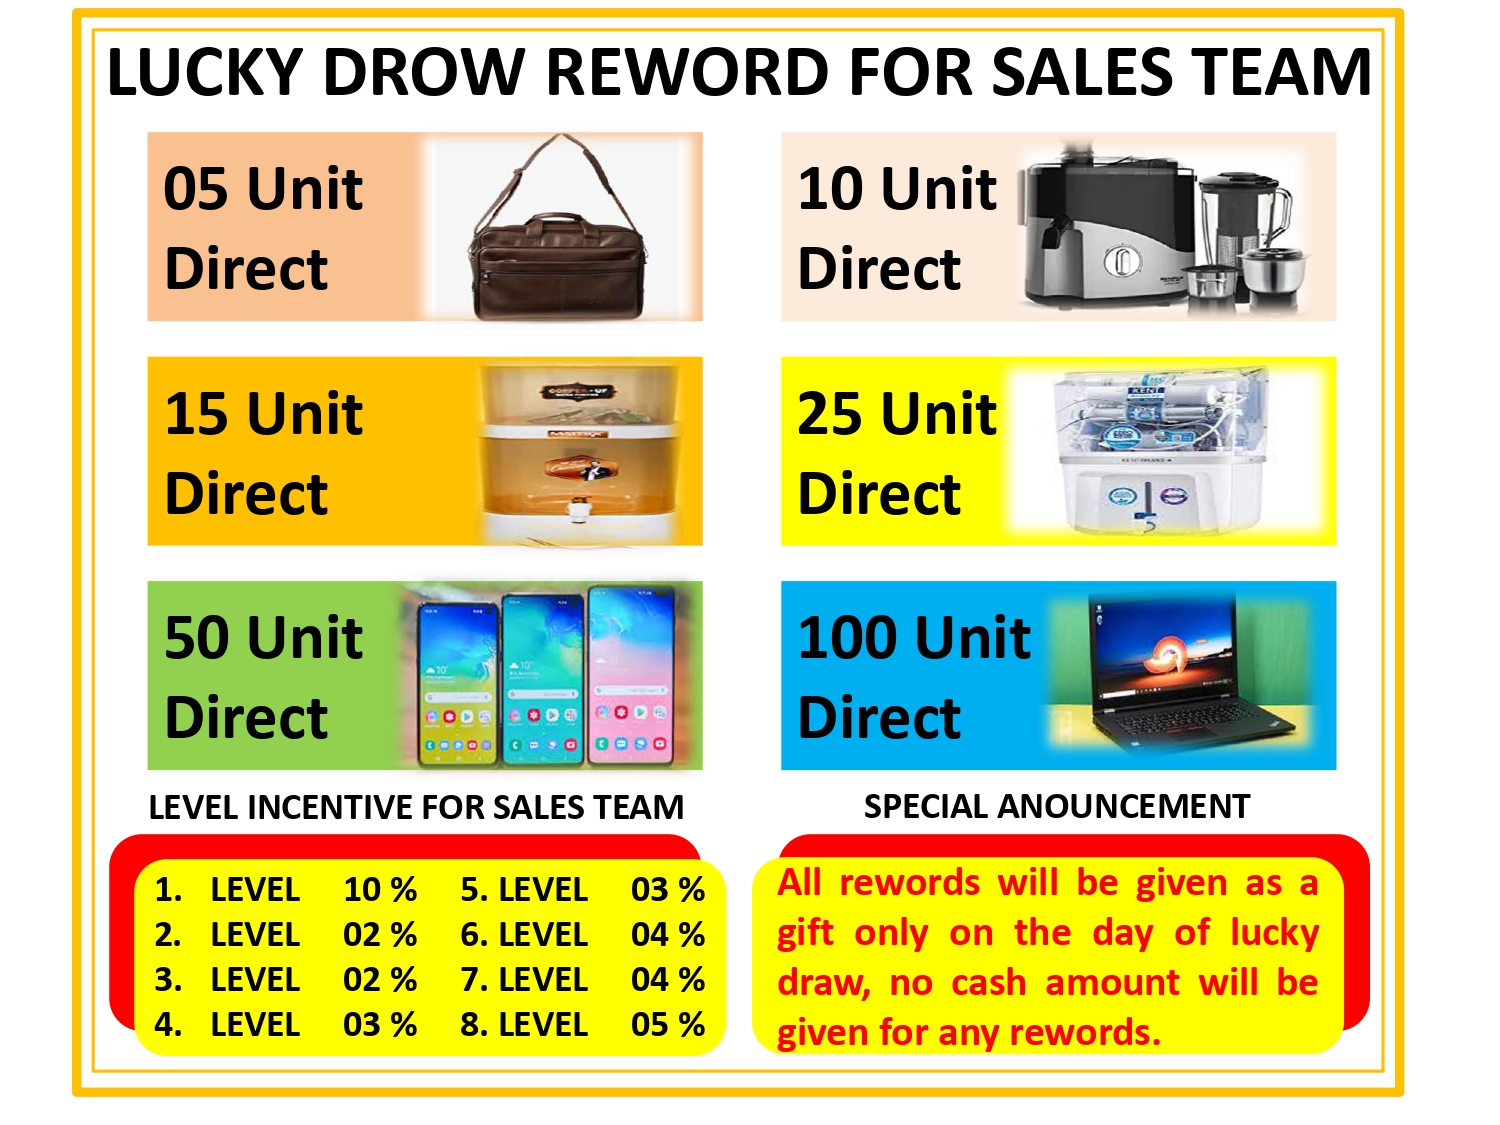 LUCKY DROW REWORD FOR SALES TEAM
05 Unit
Direct
10 Unit
Direct
15 Unit
Direct
MATRIX
25 Unit
Direct
KENT
50 Unit
Direct
100 Unit
Direct
LEVEL INCENTIVE FOR SALES TEAM
1. LEVEL 10 % 5. LEVEL 03 %
2. LEVEL 02 % 6. LEVEL 04 %
3. LEVEL 02 % 7. LEVEL 04 %
4. LEVEL 03 % 8. LEVEL 05 %
SPECIAL ANOUNCEMENT
All rewords will be given as a
gift only on the day of lucky
draw, no cash amount will be
given for any rewords.